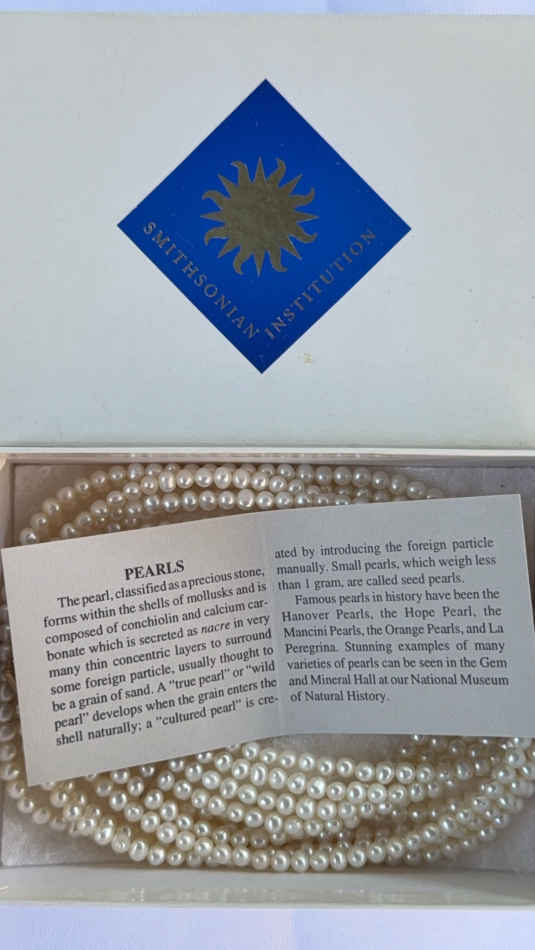 SMITHSONIAN INSTITUTION
PEARLS
The pearl, classified as a precious stone,
forms within the shells of mollusks and is
composed of conchiolin and calcium car-
bonate which is secreted as nacre in very
many thin concentric layers to surround
some foreign particle, usually thought to
be a grain of sand. A "true pearl" or "wild
pearl" develops when the grain enters the
shell naturally; a "cultured pearl" is cre-
ated by introducing the foreign particle
manually. Small pearls, which weigh less
than 1 gram, are called seed pearls.
Famous pearls in history have been the
Hanover Pearls, the Hope Pearl, the
Mancini Pearls, the Orange Pearls, and La
Peregrina. Stunning examples of many
varieties of pearls can be seen in the Gem
and Mineral Hall at our National Museum
of Natural History.